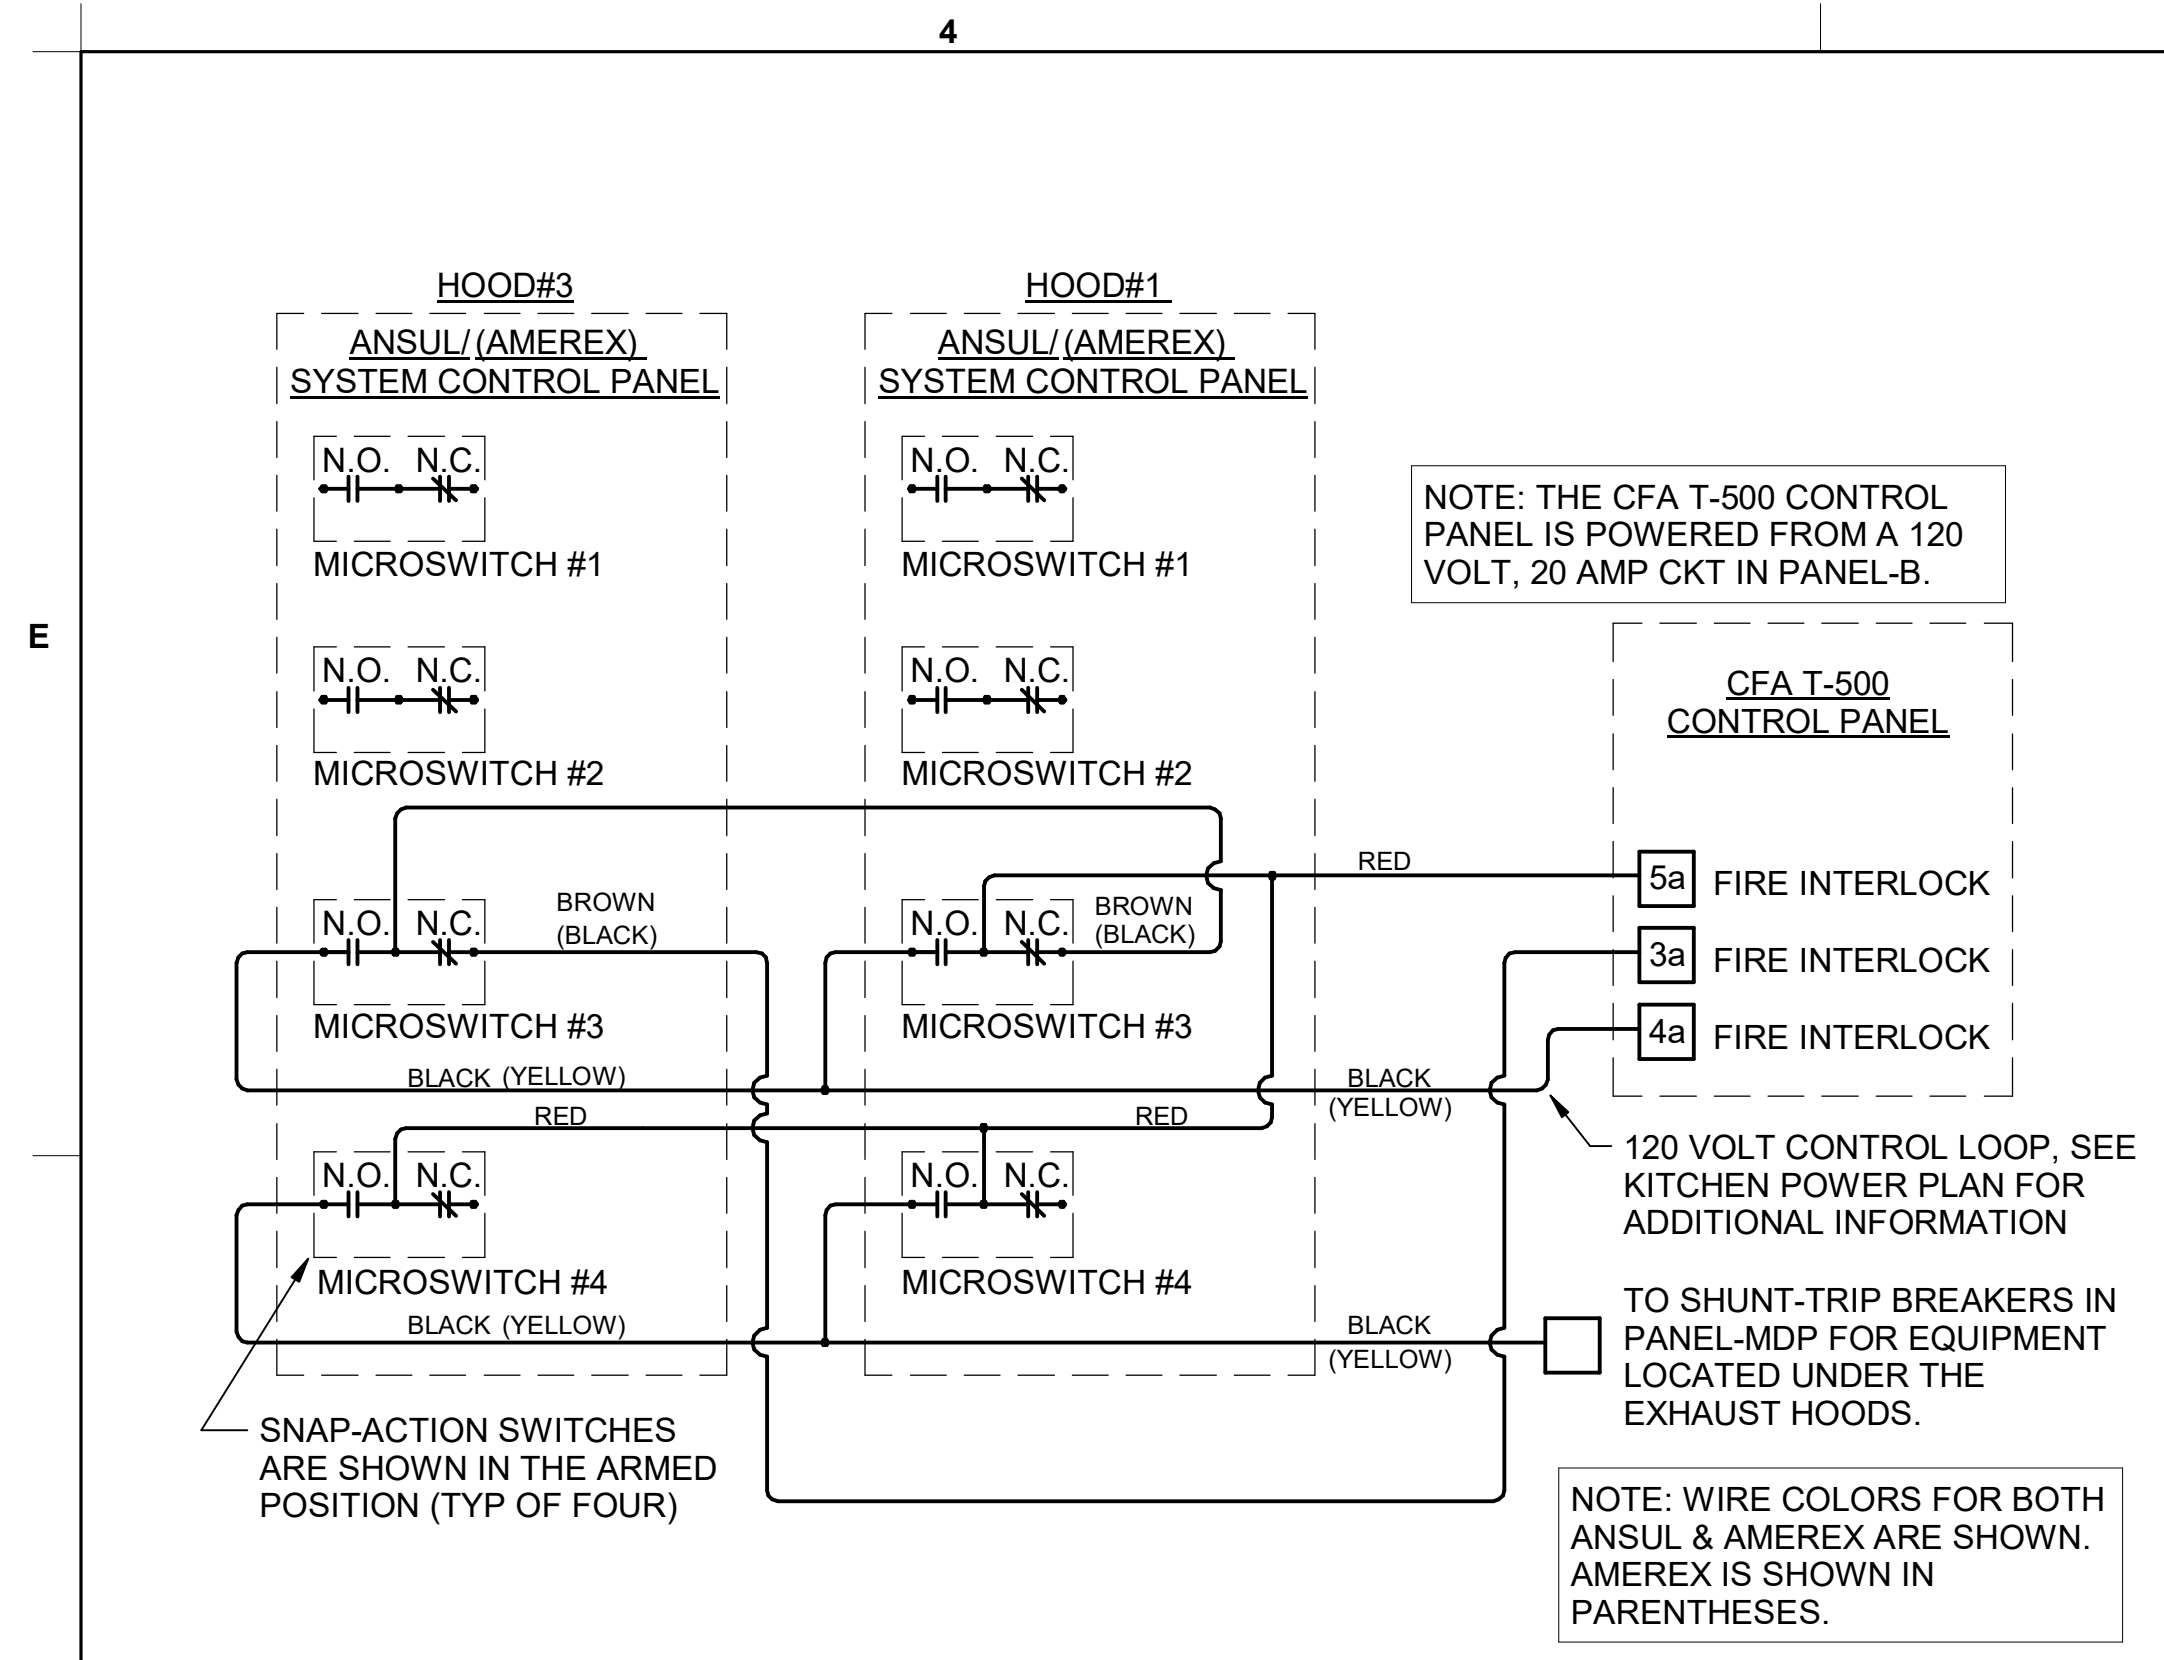 4
E
HOOD#3
ANSUL/ (AMEREX)
SYSTEM CONTROL PANEL
N.O. N.C.
MICROSWITCH #1
N.O. N.C.
MICROSWITCH #2
N.O. N.C.
BROWN
(BLACK)
MICROSWITCH #3
BLACK (YELLOW)
RED
N.O. N.C.
MICROSWITCH #4
BLACK (YELLOW)
SNAP-ACTION SWITCHES
ARE SHOWN IN THE ARMED
POSITION (TYP OF FOUR)
HOOD#1
ANSUL/ (AMEREX)
SYSTEM CONTROL PANEL
N.O. N.C.
MICROSWITCH #1
N.O. N.C.
MICROSWITCH #2
N.O. N.C.
BROWN
(BLACK)
MICROSWITCH #3
RED
N.O. N.C.
MICROSWITCH #4
RED
BLACK
(YELLOW)
BLACK
(YELLOW)
NOTE: THE CFA T-500 CONTROL
PANEL IS POWERED FROM A 120
VOLT, 20 AMP CKT IN PANEL-B.
CFA T-500
CONTROL PANEL
5a FIRE INTERLOCK
3a FIRE INTERLOCK
4a FIRE INTERLOCK
120 VOLT CONTROL LOOP, SEE
KITCHEN POWER PLAN FOR
ADDITIONAL INFORMATION
TO SHUNT-TRIP BREAKERS IN
PANEL-MDP FOR EQUIPMENT
LOCATED UNDER THE
EXHAUST HOODS.
NOTE: WIRE COLORS FOR BOTH
ANSUL & AMEREX ARE SHOWN.
AMEREX IS SHOWN IN
PARENTHESES.